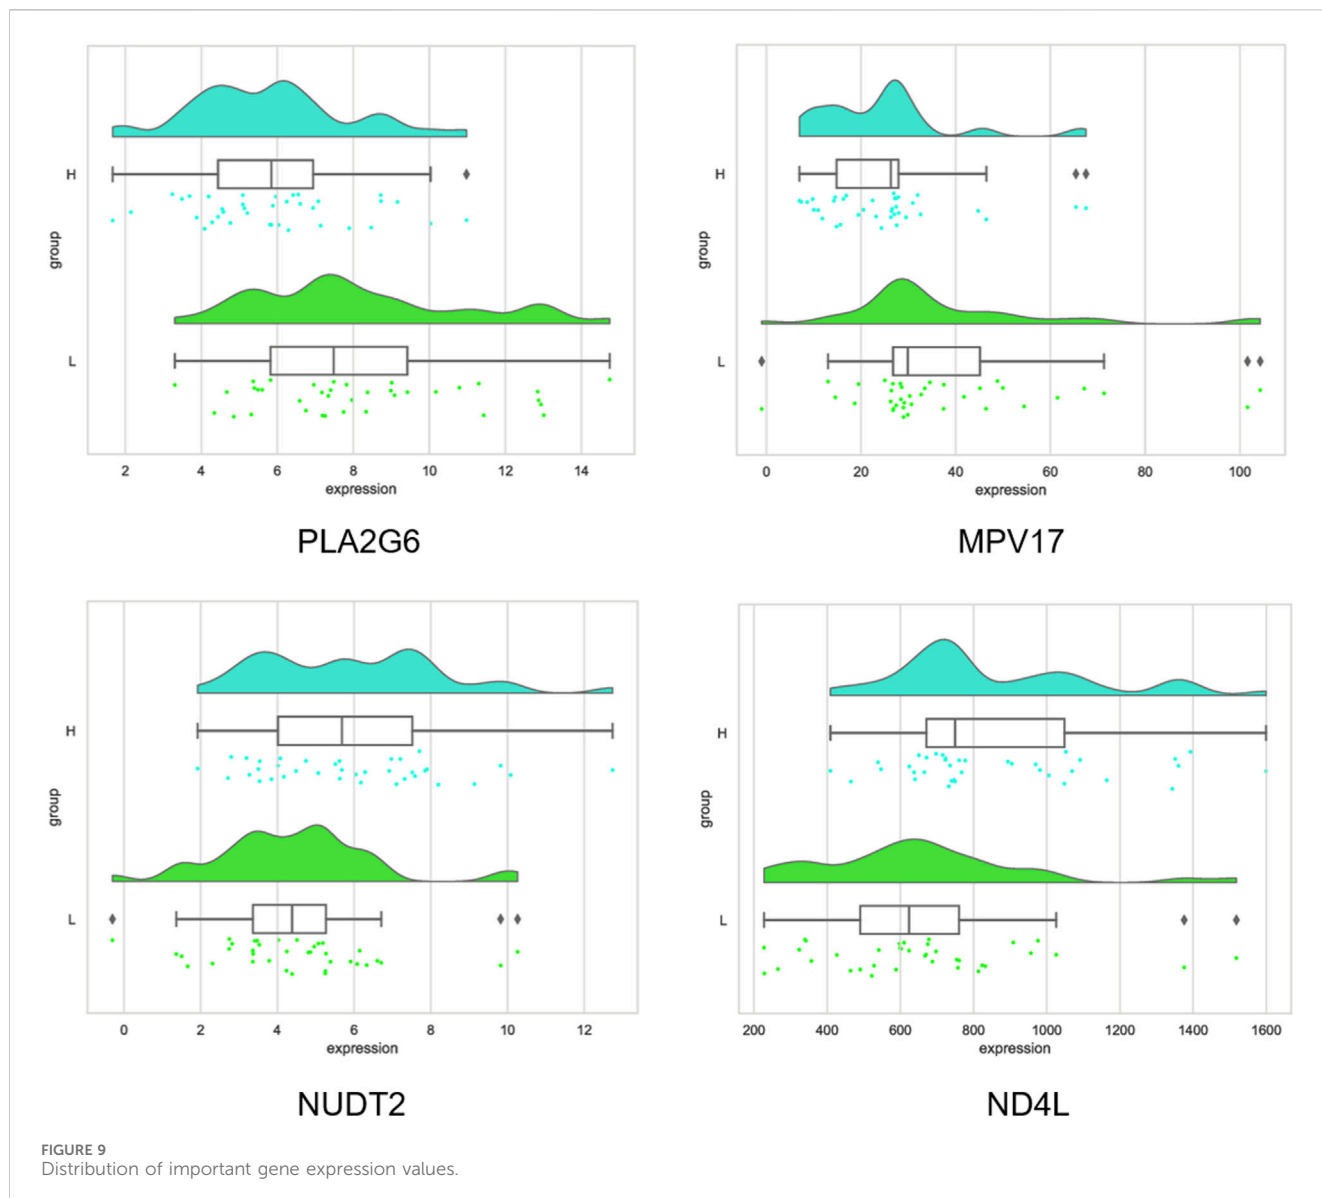 H
group
L
2 4 6 8 10 12 14
expression
PLA2G6
H
group
L
0 20 40 60 80 100
expression
MPV17
H
group
L
0 2 4 6 8 10 12
expression
NUDT2
H
group
L
200 400 600 800 1000 1200 1400 1600
expression
ND4L
FIGURE 9
Distribution of important gene expression values.